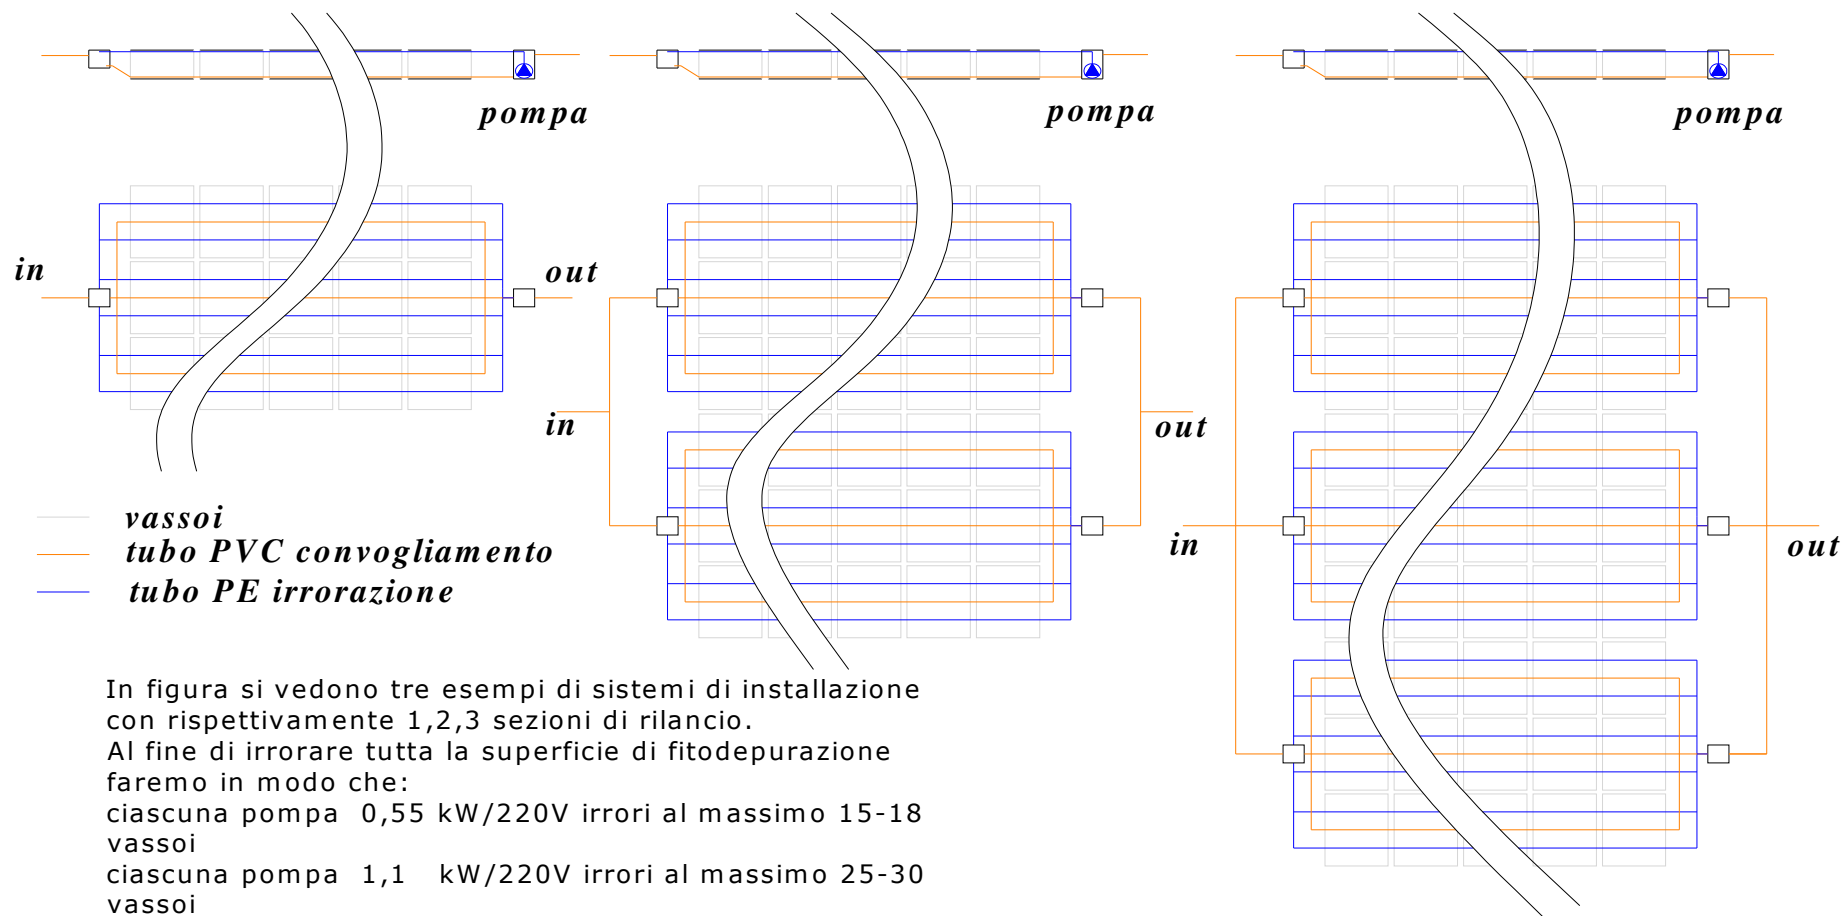 pompa
pompa
pompa
in
out
in
out
in
out
vassoi
tubo PVC convogliamento
tubo PE irrorazione
In figura si vedono tre esempi di sistemi di installazione
con rispettivamente 1,2,3 sezioni di rilancio.
Al fine di irrorare tutta la superficie di fitodepurazione
faremo in modo che:
ciascuna pompa 0,55 kW/220V irrori al massimo 15-18
vassoi
ciascuna pompa 1,1 kW/220V irrori al massimo 25-30
vassoi